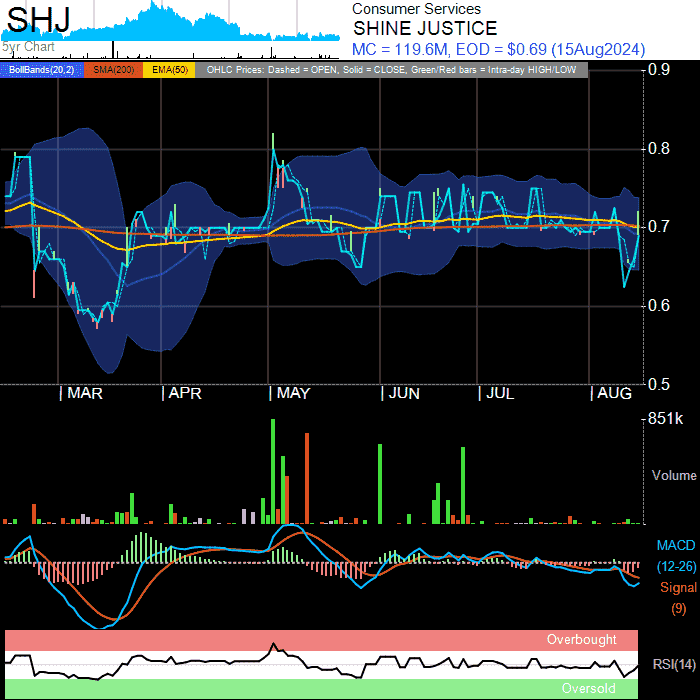 SHJ
Consumer Services
SHINE JUSTICE
5yr Chart
MC = 119.6M, EOD = $0.69 (15Aug2024)
BollBands(20,2) SMA(200) EMA(50) OHLC Prices: Dashed = OPEN, Solid = CLOSE, Green/Red bars = Intra-day HIGH/LOW
0.9
0.8
0.7
0.6
0.5
MAR APR MAY JUN JUL AUG
851k
Volume
MACD
(12-26)
Signal
(9)
Overbought
RSI(14)
Oversold